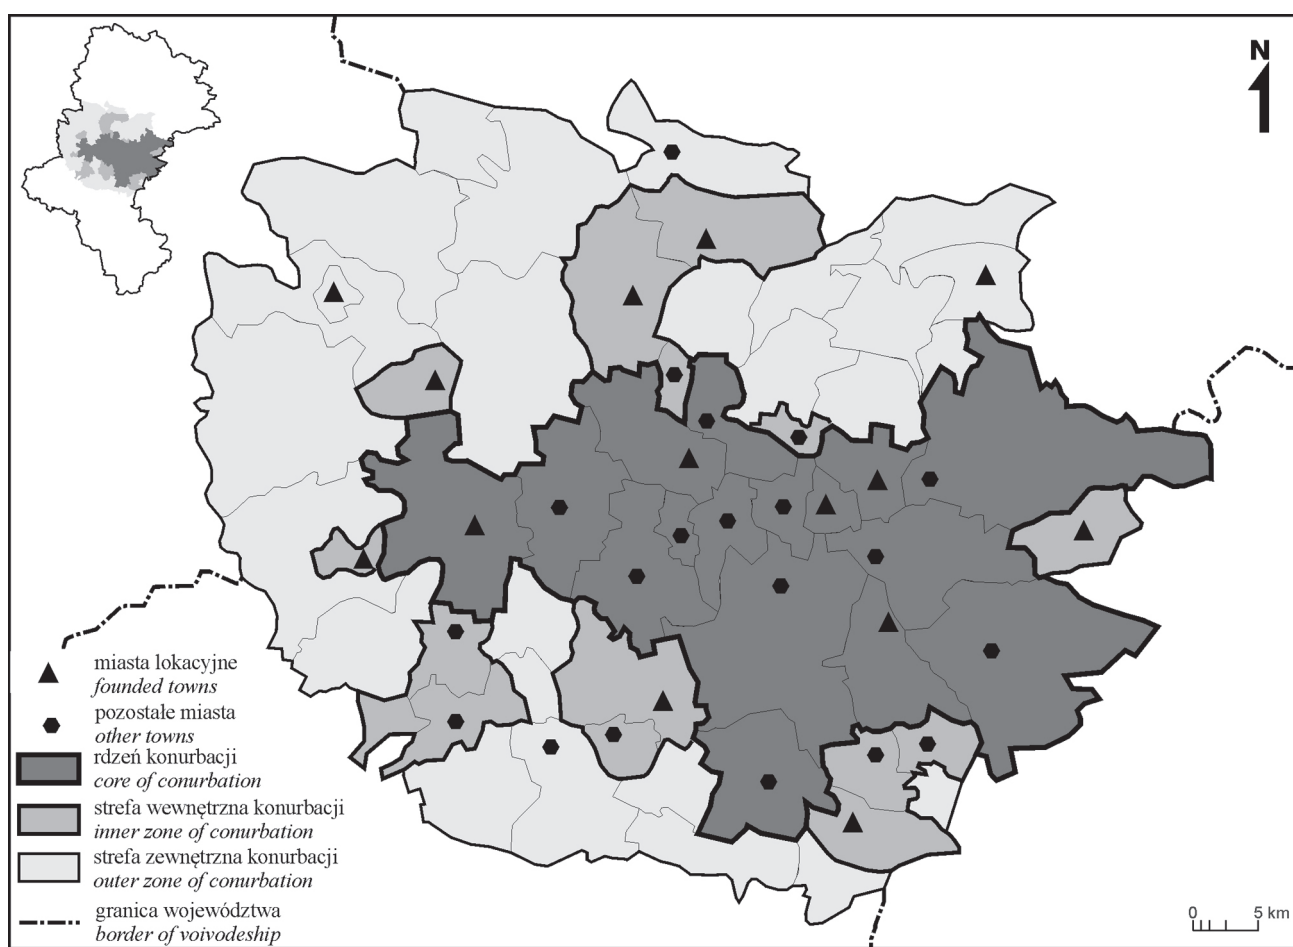 N
miasta lokacyjne
founded towns
pozostałe miasta
other towns
rdzeń konurbacji
core of conurbation
strefa wewnętrzna konurbacji
inner zone of conurbation
strefa zewnętrzna konurbacji
outer zone of conurbation
granica województwa
border of voivodeship
0 5 km